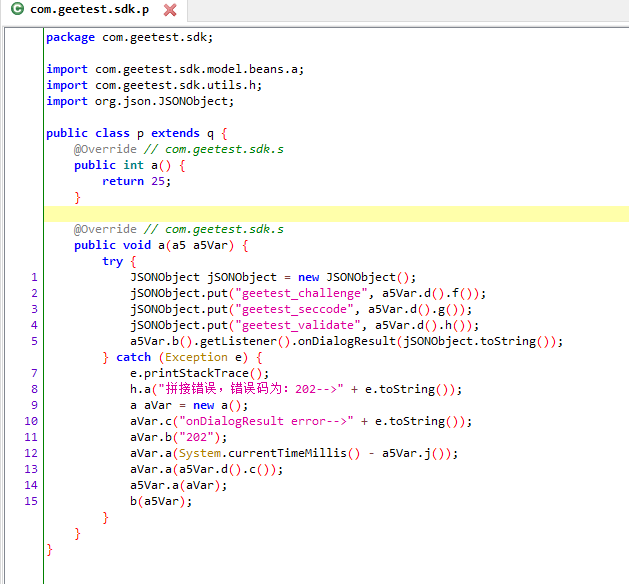 com.geetest.sdk.p
package com.geetest.sdk;
import com.geetest.sdk.model.beans.a;
import com.geetest.sdk.utils.h;
import org.json.JSONObject;
public class p extends q {
@Override // com.geetest.sdk.s
public int a() {
return 25;
}
@Override // com.geetest.sdk.s
public void a(a5 a5Var) {
try {
1 JSONObject jSONObject = new JSONObject();
2 jSONObject.put("geetest_challenge", a5Var.d().f());
3 jSONObject.put("geetest_seccode", a5Var.d().g());
4 jSONObject.put("geetest_validate", a5Var.d().h());
5 a5Var.b().getListener().onDialogResult(jSONObject.toString());
} catch (Exception e) {
7 e.printStackTrace();
8 h.a("拼接错误，错误码为：202-->" + e.toString());
9 a aVar = new a();
10 aVar.c("onDialogResult error-->" + e.toString());
11 aVar.b("202");
12 aVar.a(System.currentTimeMillis() - a5Var.j());
13 aVar.a(a5Var.d().c());
14 a5Var.a(aVar);
15 b(a5Var);
}
}
}